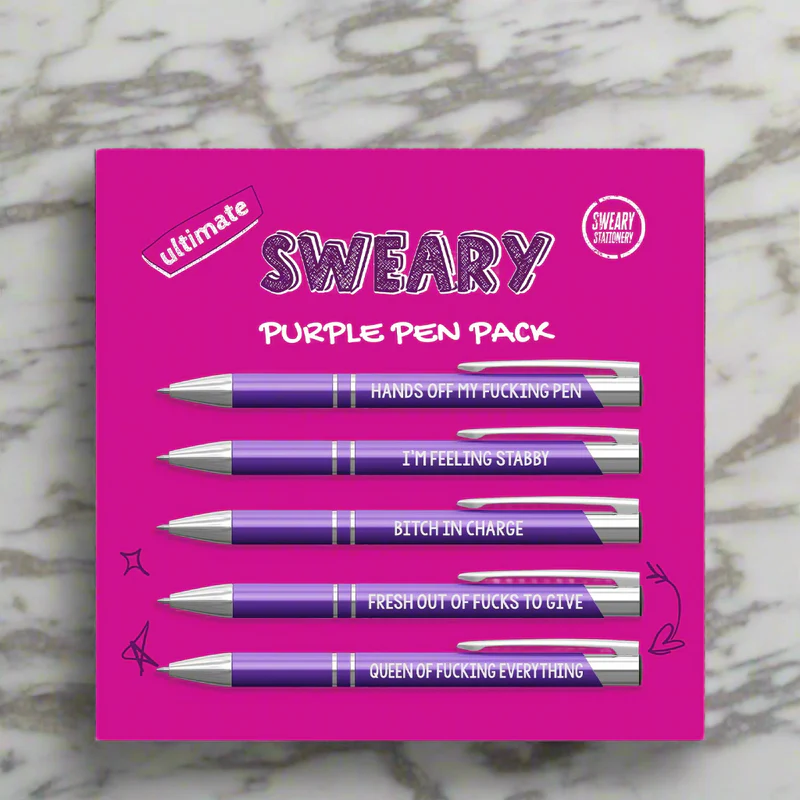 ultimate
SWEARY
SWEARY
STATIONERY
PURPLE PEN PACK
HANDS OFF MY FUCKING PEN
I'M FEELING STABBY
BITCH IN CHARGE
FRESH OUT OF FUCKS TO GIVE
QUEEN OF FUCKING EVERYTHING